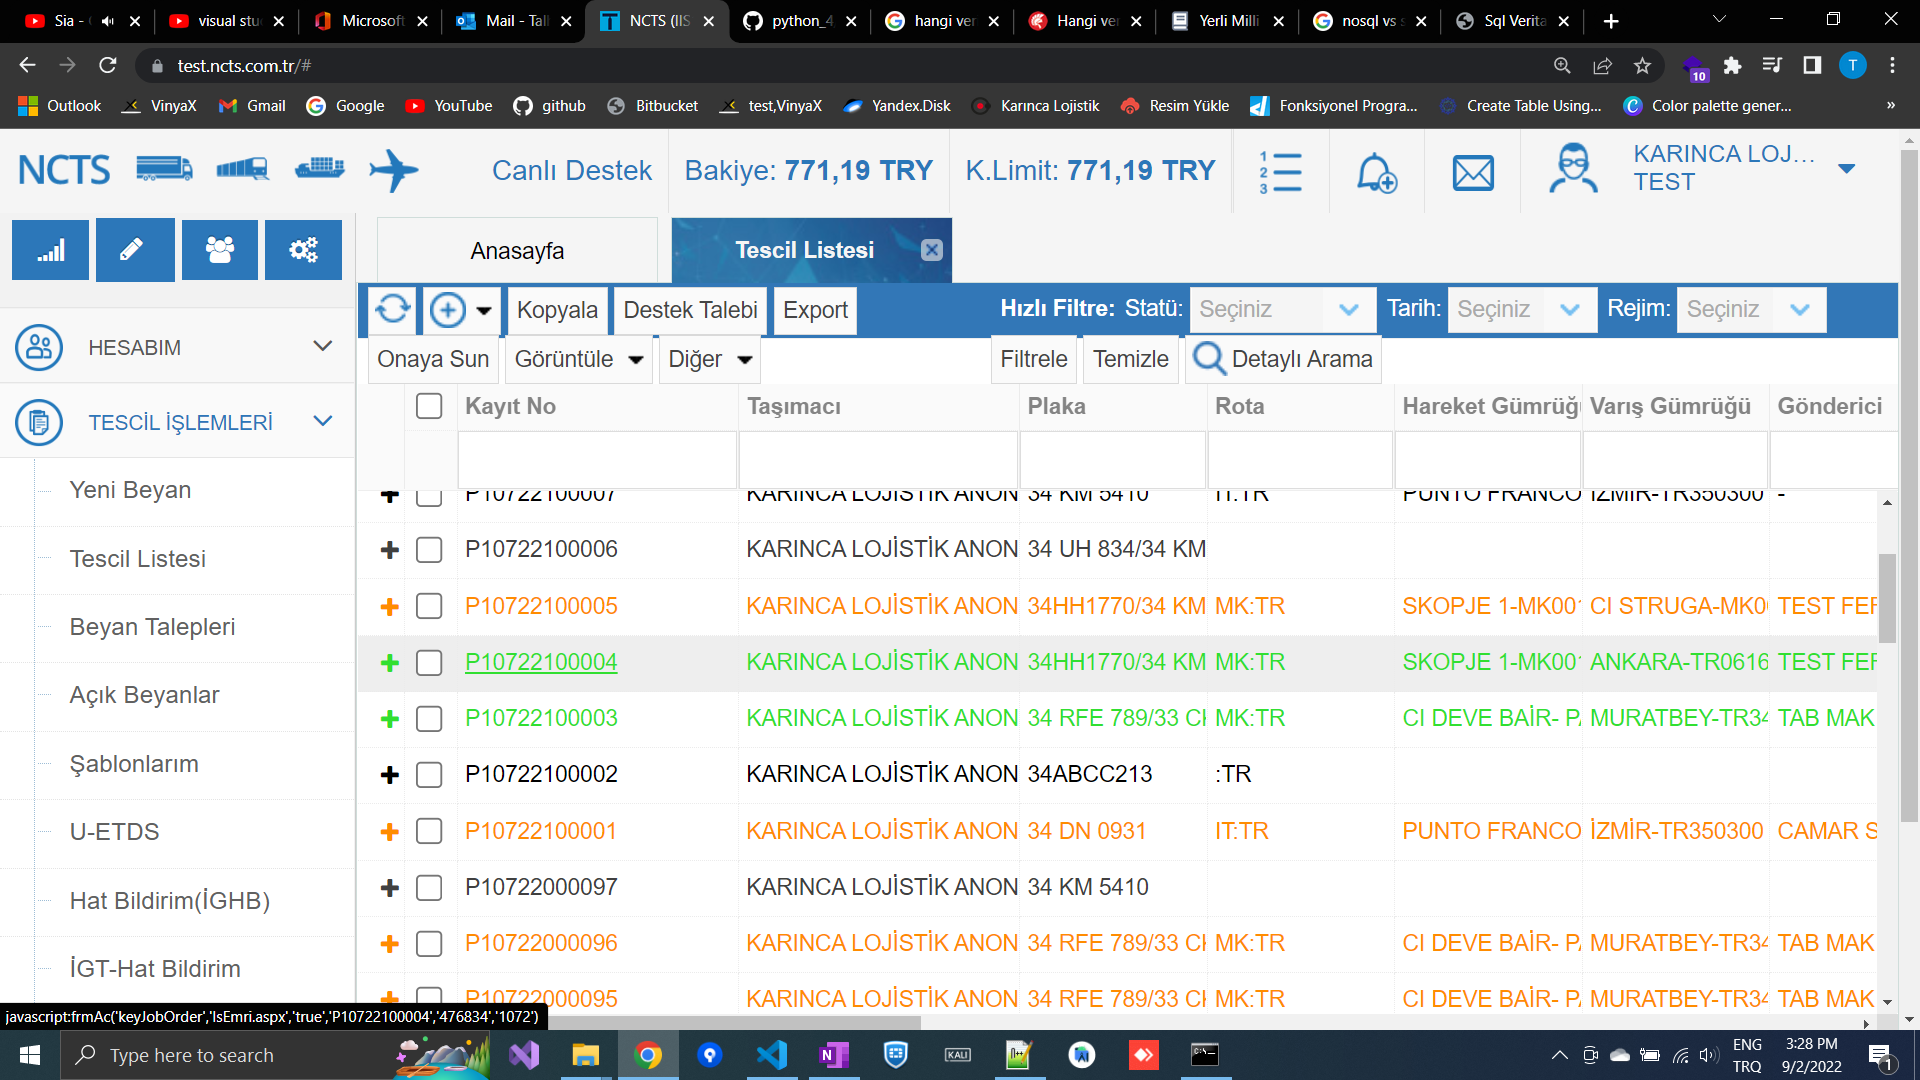 Sia -
visual stu
Microsoft
Mail - Tal
NCTS (IIS
python_4
hangi ver
Hangi ver
Yerli Milli
nosql vs s
Sql Verita
test.ncts.com.tr/#
10
T
Outlook
VinyaX
Gmail
Google
YouTube
github
Bitbucket
test,VinyaX
Yandex.Disk
Karınca Lojistik
Resim Yükle
Fonksiyonel Progra...
Create Table Using...
Color palette gener...
»
NCTS
Canlı Destek
Bakiye: 771,19 TRY
K.Limit: 771,19 TRY
KARINCA LOJ...
TEST
Anasayfa
Tescil Listesi
Kopyala
Destek Talebi
Export
Hızlı Filtre: Statü: Seçiniz
Tarih: Seçiniz
Rejim: Seçiniz
Onaya Sun
Görüntüle
Diğer
Filtrele
Temizle
Detaylı Arama
HESABIM
TESCİL İŞLEMLERİ
Yeni Beyan
Tescil Listesi
Beyan Talepleri
Açık Beyanlar
Şablonlarım
U-ETDS
Hat Bildirim(İGHB)
İGT-Hat Bildirim
Kayıt No Taşımacı Plaka Rota Hareket Gümrüğü Varış Gümrüğü Gönderici
P10722100007 KARINCA LOJİSTİK ANON 34 KM 5410 IT:TR PUNTO FRANCO İZMİR-TR350300 -
P10722100006 KARINCA LOJİSTİK ANON 34 UH 834/34 KM
P10722100005 KARINCA LOJİSTİK ANON 34HH1770/34 KM MK:TR SKOPJE 1-MK001 CI STRUGA-MK00 TEST FER
P10722100004 KARINCA LOJİSTİK ANON 34HH1770/34 KM MK:TR SKOPJE 1-MK001 ANKARA-TR0616 TEST FER
P10722100003 KARINCA LOJİSTİK ANON 34 RFE 789/33 CH MK:TR CI DEVE BAİR- PA MURATBEY-TR34 TAB MAK
P10722100002 KARINCA LOJİSTİK ANON 34ABCC213 :TR
P10722100001 KARINCA LOJİSTİK ANON 34 DN 0931 IT:TR PUNTO FRANCO İZMİR-TR350300 CAMAR S
P10722000097 KARINCA LOJİSTİK ANON 34 KM 5410
P10722000096 KARINCA LOJİSTİK ANON 34 RFE 789/33 CH MK:TR CI DEVE BAİR- PA MURATBEY-TR34 TAB MAK
P10722000095 KARINCA LOJİSTİK ANON 34 RFE 789/33 CH MK:TR CI DEVE BAİR- PA MURATBEY-TR34 TAB MAK
javascript:frmAc('keyJobOrder','IsEmri.aspx','true','P10722100004','476834','1072')
Type here to search
KALI
ENG
TRQ
3:28 PM
9/2/2022
1